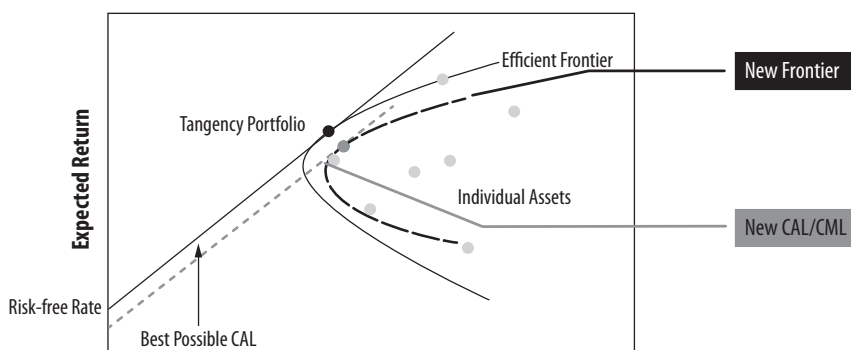 Efficient Frontier
New Frontier
Tangency Portfolio
Expected Return
Individual Assets
New CAL/CML
Risk-free Rate
Best Possible CAL